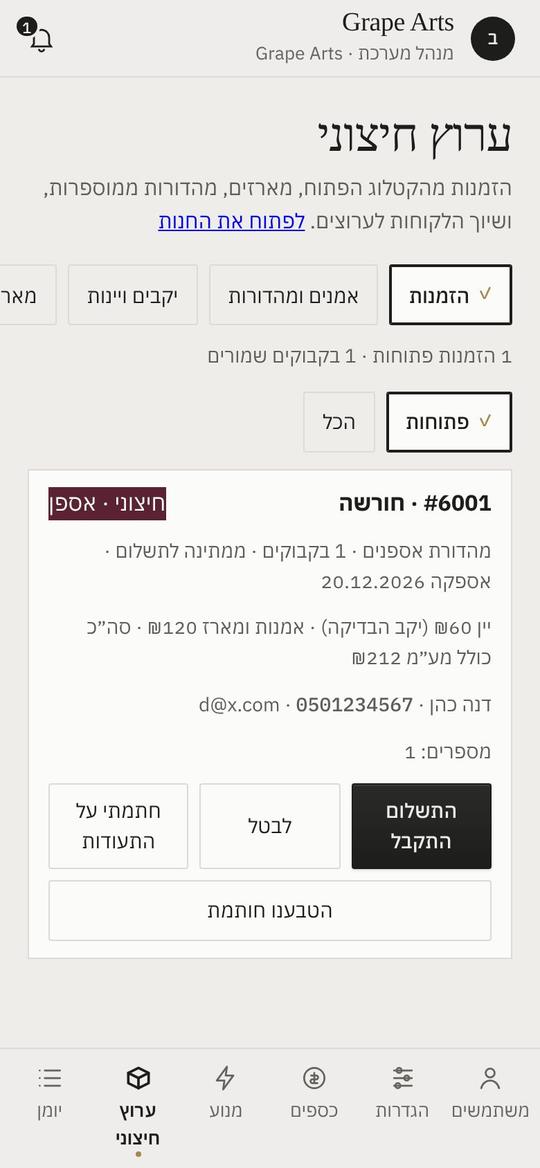 Grape Arts
ב
1
מנהל מערכת · Grape Arts
ערוץ חיצוני
הזמנות מהקטלוג הפתוח, מארזים, מהדורות ממוספרות,
ושיוך הלקוחות לערוצים. לפתוח את החנות
✓ הזמנות
אמנים ומהדורות
יקבים ויינות
מאר
1 הזמנות פתוחות · 1 בקבוקים שמורים
✓ פתוחות
הכל
#6001 · חורשה
חיצוני · אספן
מהדורת אספנים · 1 בקבוקים · ממתינה לתשלום ·
אספקה 20.12.2026
יין ₪60 (יקב הבדיקה) · אמנות ומארז ₪120 · סה״כ
כולל מע״מ ₪212
דנה כהן · 0501234567 · d@x.com
מספרים: 1
התשלום
התקבל
לבטל
חתמתי על
התעודות
הטבענו חותמת
משתמשים
הגדרות
כספים
מנוע
ערוץ
חיצוני
יומן